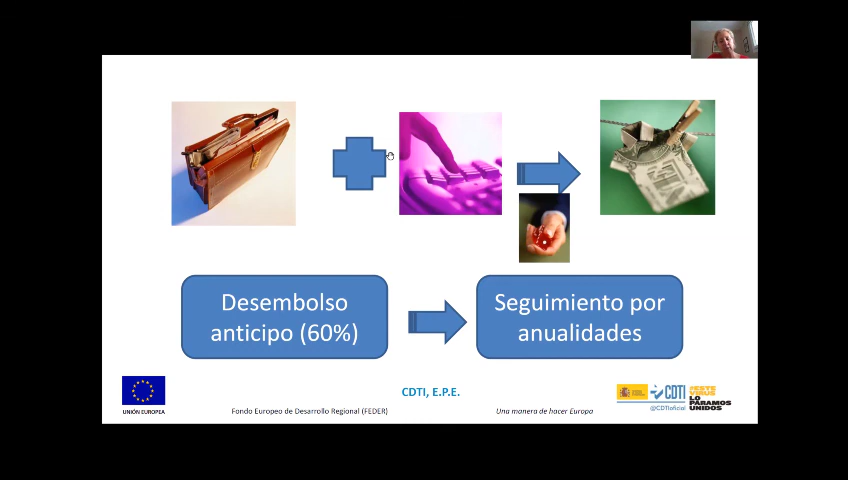 Desembolso
anticipo (60%)
Seguimiento por
anualidades
CDTI, E.P.E.
UNIÓN EUROPEA
Fondo Europeo de Desarrollo Regional (FEDER)
Una manera de hacer Europa
CDTI
@CDTIoficial
#ESTE
VIRUS
LO
PARAMOS
UNIDOS